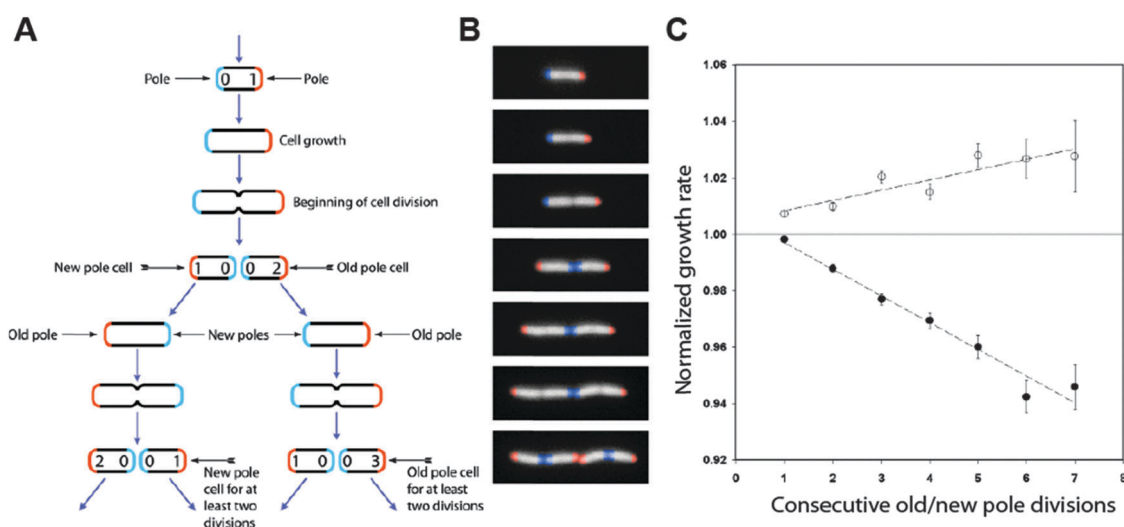 A
B
C
Pole
0 1
Pole
Cell growth
Beginning of cell division
New pole cell
1 0
0 2
Old pole cell
Old pole
New poles
Old pole
2 0
0 1
New pole
cell for at
least two
divisions
1 0
0 3
Old pole cell
for at least
two divisions
Normalized growth rate
1.06
1.04
1.02
1.00
0.98
0.96
0.94
0.92
0 1 2 3 4 5 6 7 8
Consecutive old/new pole divisions